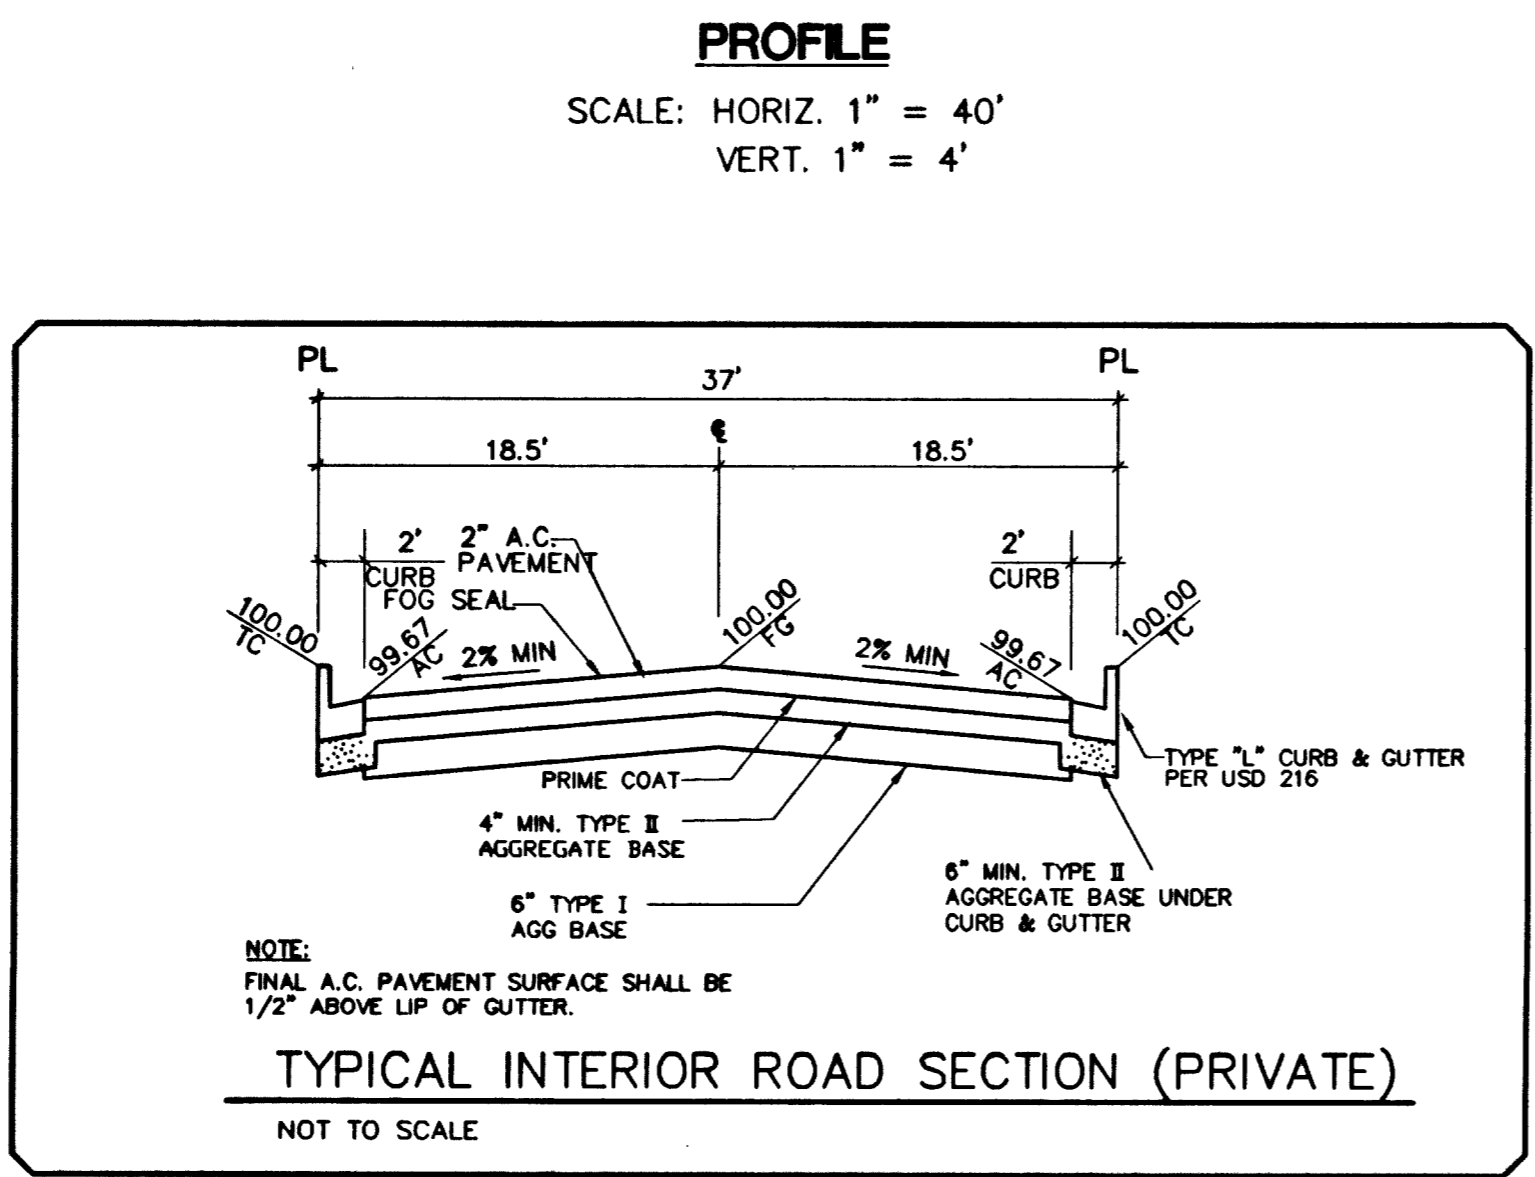 PROFILE
SCALE: HORIZ. 1" = 40'
VERT. 1" = 4'
PL
PL
37'
℄
18.5'
18.5'
2'
CURB
2" A.C.
PAVEMENT
FOG SEAL
2'
CURB
100.00
TC
99.67
AC
2% MIN
100.00
FG
2% MIN
99.67
AC
100.00
TC
PRIME COAT
TYPE "L" CURB & GUTTER
PER USD 216
4" MIN. TYPE II
AGGREGATE BASE
6" TYPE I
AGG BASE
6" MIN. TYPE II
AGGREGATE BASE UNDER
CURB & GUTTER
NOTE:
FINAL A.C. PAVEMENT SURFACE SHALL BE
1/2" ABOVE LIP OF GUTTER.
TYPICAL INTERIOR ROAD SECTION (PRIVATE)
NOT TO SCALE